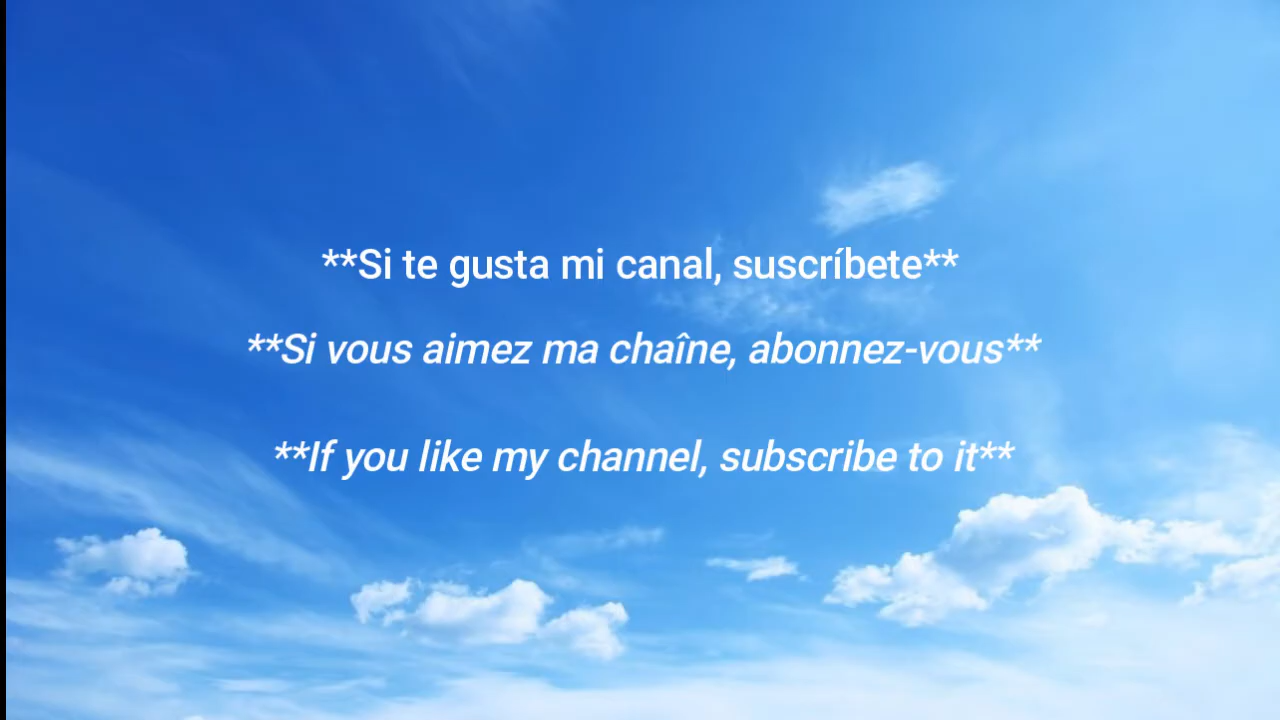 **Si te gusta mi canal, suscríbete**
**Si vous aimez ma chaîne, abonnez-vous**
**If you like my channel, subscribe to it**